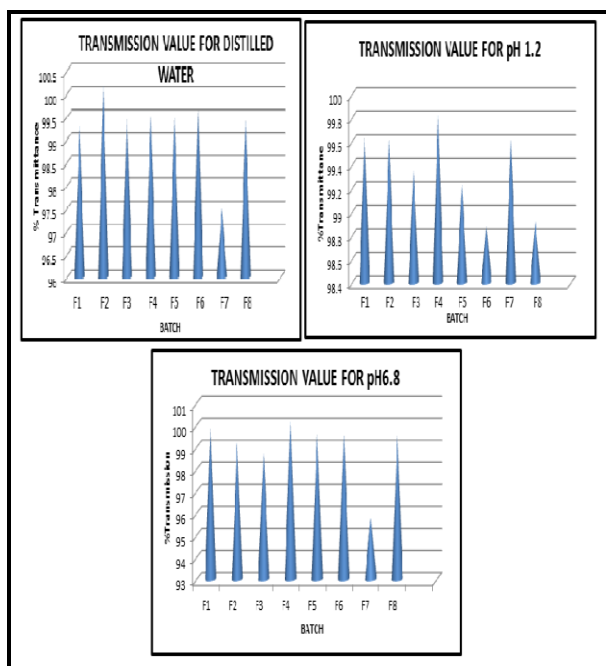 TRANSMISSION VALUE FOR DISTILLED
WATER
% Transmittance
100.5
100
99.5
99
98.5
98
97.5
97
96.5
96
F1 F2 F3 F4 F5 F6 F7 F8
BATCH
TRANSMISSION VALUE FOR pH 1.2
%Transmittane
100
99.8
99.6
99.4
99.2
99
98.8
98.6
98.4
F1 F2 F3 F4 F5 F6 F7 F8
BATCH
TRANSMISSION VALUE FOR pH6.8
%Transmission
101
100
99
98
97
96
95
94
93
F1 F2 F3 F4 F5 F6 F7 F8
BATCH